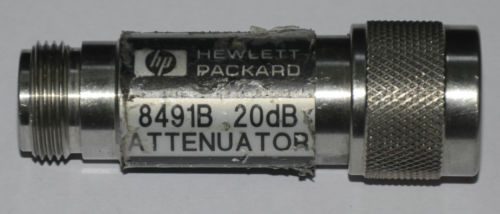 hp HEWLETT
PACKARD
8491B 20dB
ATTENUATOR